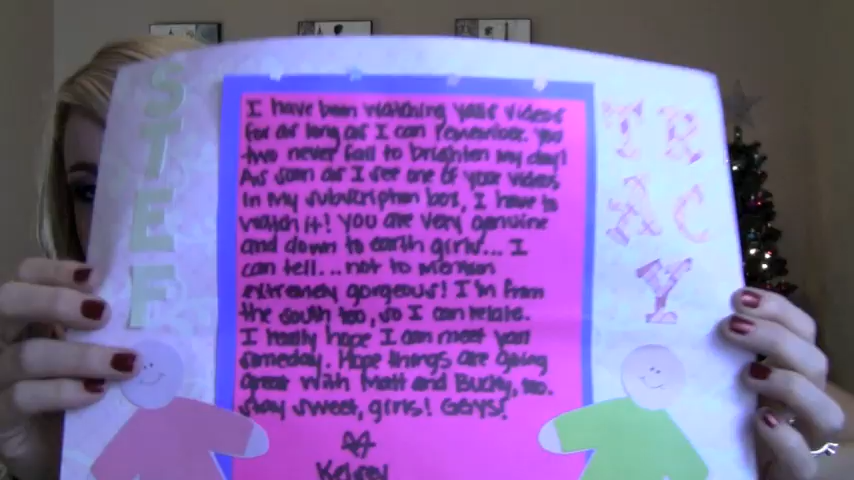 STEF
I have been watching your videos
for as long as I can remember. You
two never fail to brighten my day!
As soon as I see one of your videos
in my subscription box, I have to
watch it! You are very genuine
and down to earth girls... I
can tell... not to mention
extremely gorgeous! I'm from
the south too, so I can relate.
I really hope I can meet you
someday. Hope things are going
great with Matt and Bucky, too.
Stay sweet, girls!
Kelsey
TR
AC
Y